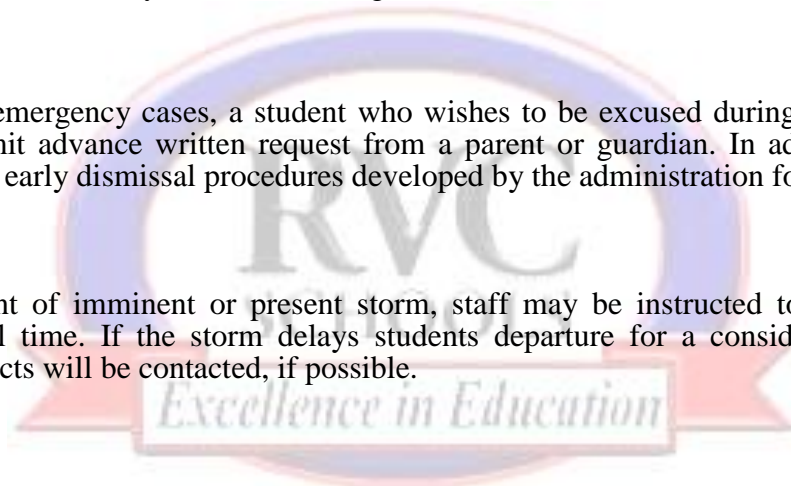 emergency cases, a student who wishes to be excused during
nit advance written request from a parent or guardian. In ac
early dismissal procedures developed by the administration fo
RVC
SCHOOLS
nt of imminent or present storm, staff may be instructed to
l time. If the storm delays students departure for a consid
cts will be contacted, if possible.
Excellence in Education